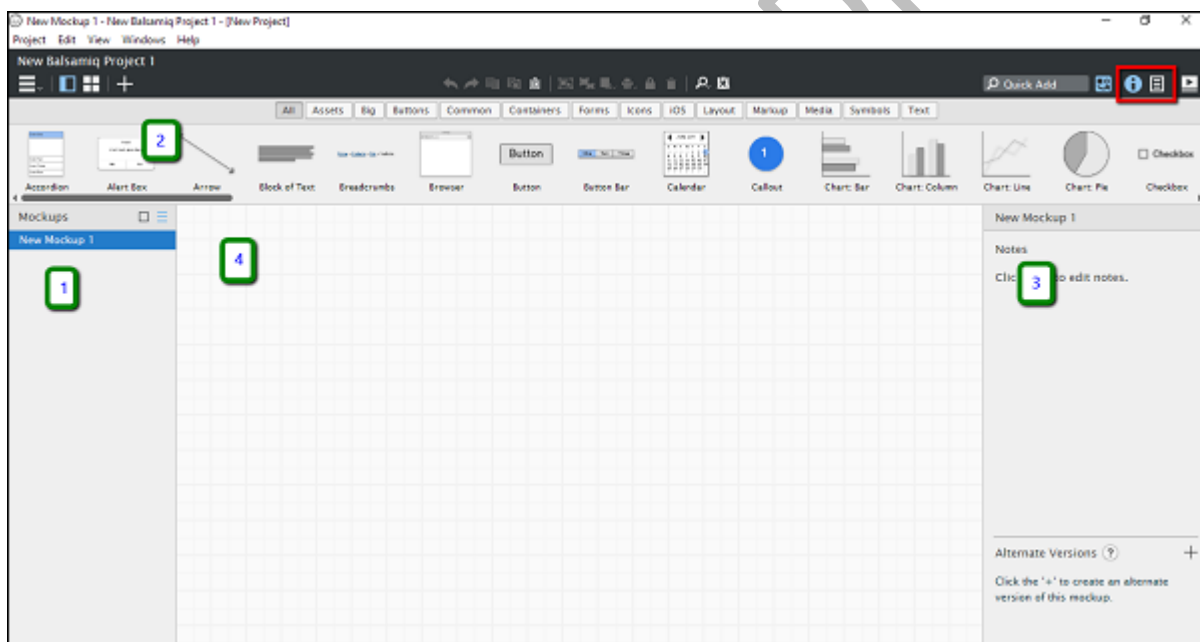 New Mockup 1 - New Balsamiq Project 1 - [New Project]
Project Edit View Windows Help
New Balsamiq Project 1
Quick Add
All Assets Big Buttons Common Containers Forms Icons iOS Layout Markup Media Symbols Text
2
Button
1
Checkbox
Accordion Alert Box Arrow Block of Text Breadcrumbs Browser Button Button Bar Calendar Callout Chart: Bar Chart: Column Chart: Line Chart: Pie Checkbox
Mockups
New Mockup 1
1
4
New Mockup 1
Notes
Clic
3
o edit notes.
Alternate Versions ?
Click the '+' to create an alternate
version of this mockup.